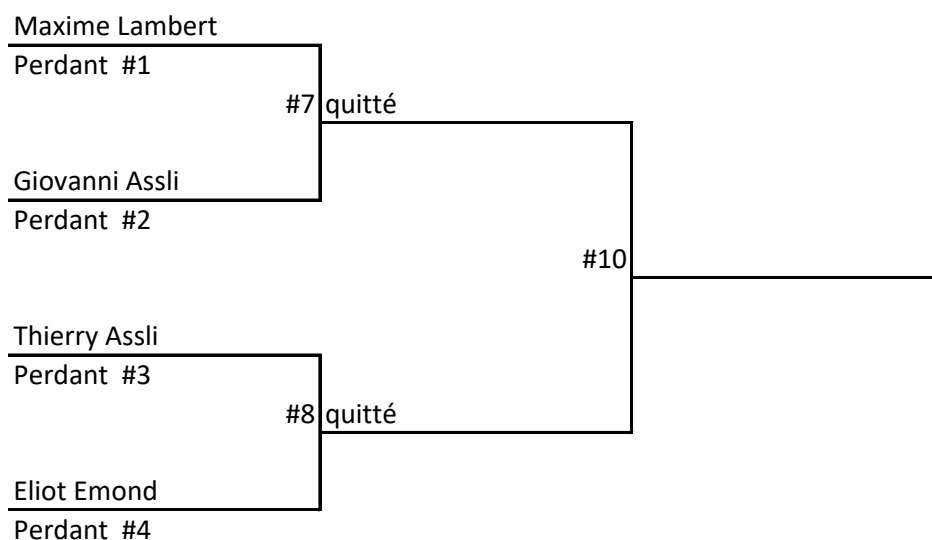 Maxime Lambert
Perdant #1
#7 quitté
Giovanni Assli
Perdant #2
#10
Thierry Assli
Perdant #3
#8 quitté
Eliot Emond
Perdant #4